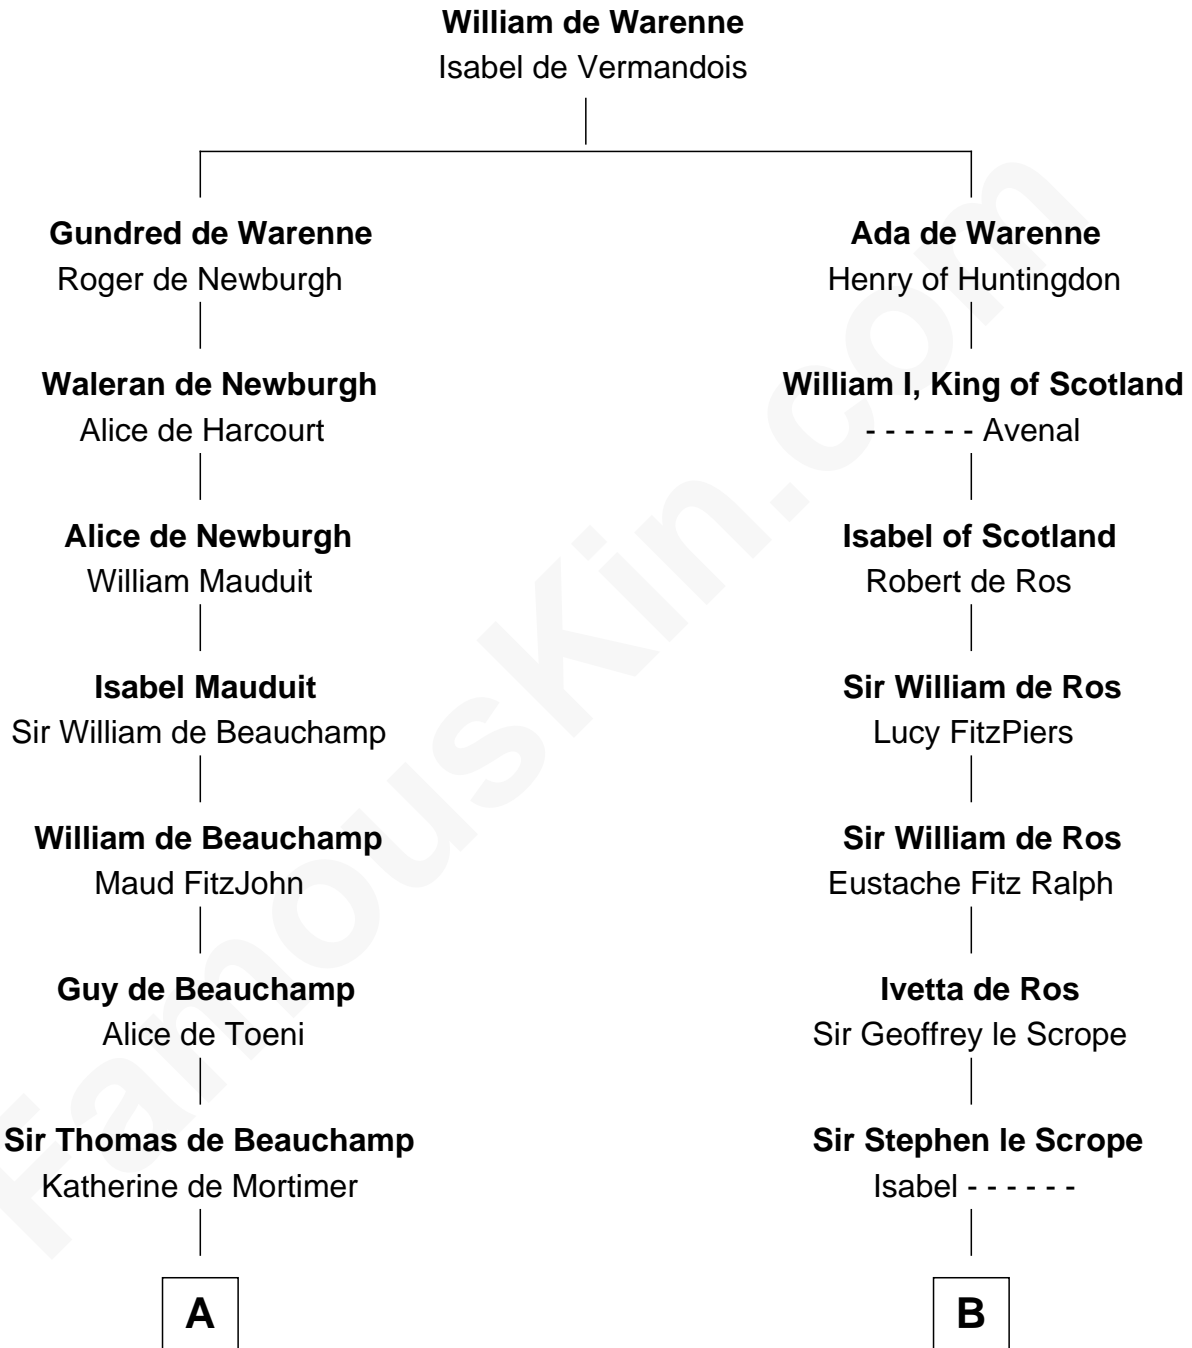 William de Warenne
Isabel de Vermandois
Gundred de Warenne
Roger de Newburgh
Ada de Warenne
Henry of Huntingdon
Waleran de Newburgh
Alice de Harcourt
William I, King of Scotland
- - - - - - Avenal
Alice de Newburgh
William Mauduit
Isabel of Scotland
Robert de Ros
Isabel Mauduit
Sir William de Beauchamp
Sir William de Ros
Lucy FitzPiers
William de Beauchamp
Maud FitzJohn
Sir William de Ros
Eustache Fitz Ralph
Guy de Beauchamp
Alice de Toeni
Ivetta de Ros
Sir Geoffrey le Scrope
Sir Thomas de Beauchamp
Katherine de Mortimer
Sir Stephen le Scrope
Isabel - - - - - -
A
B
FamousKin.com